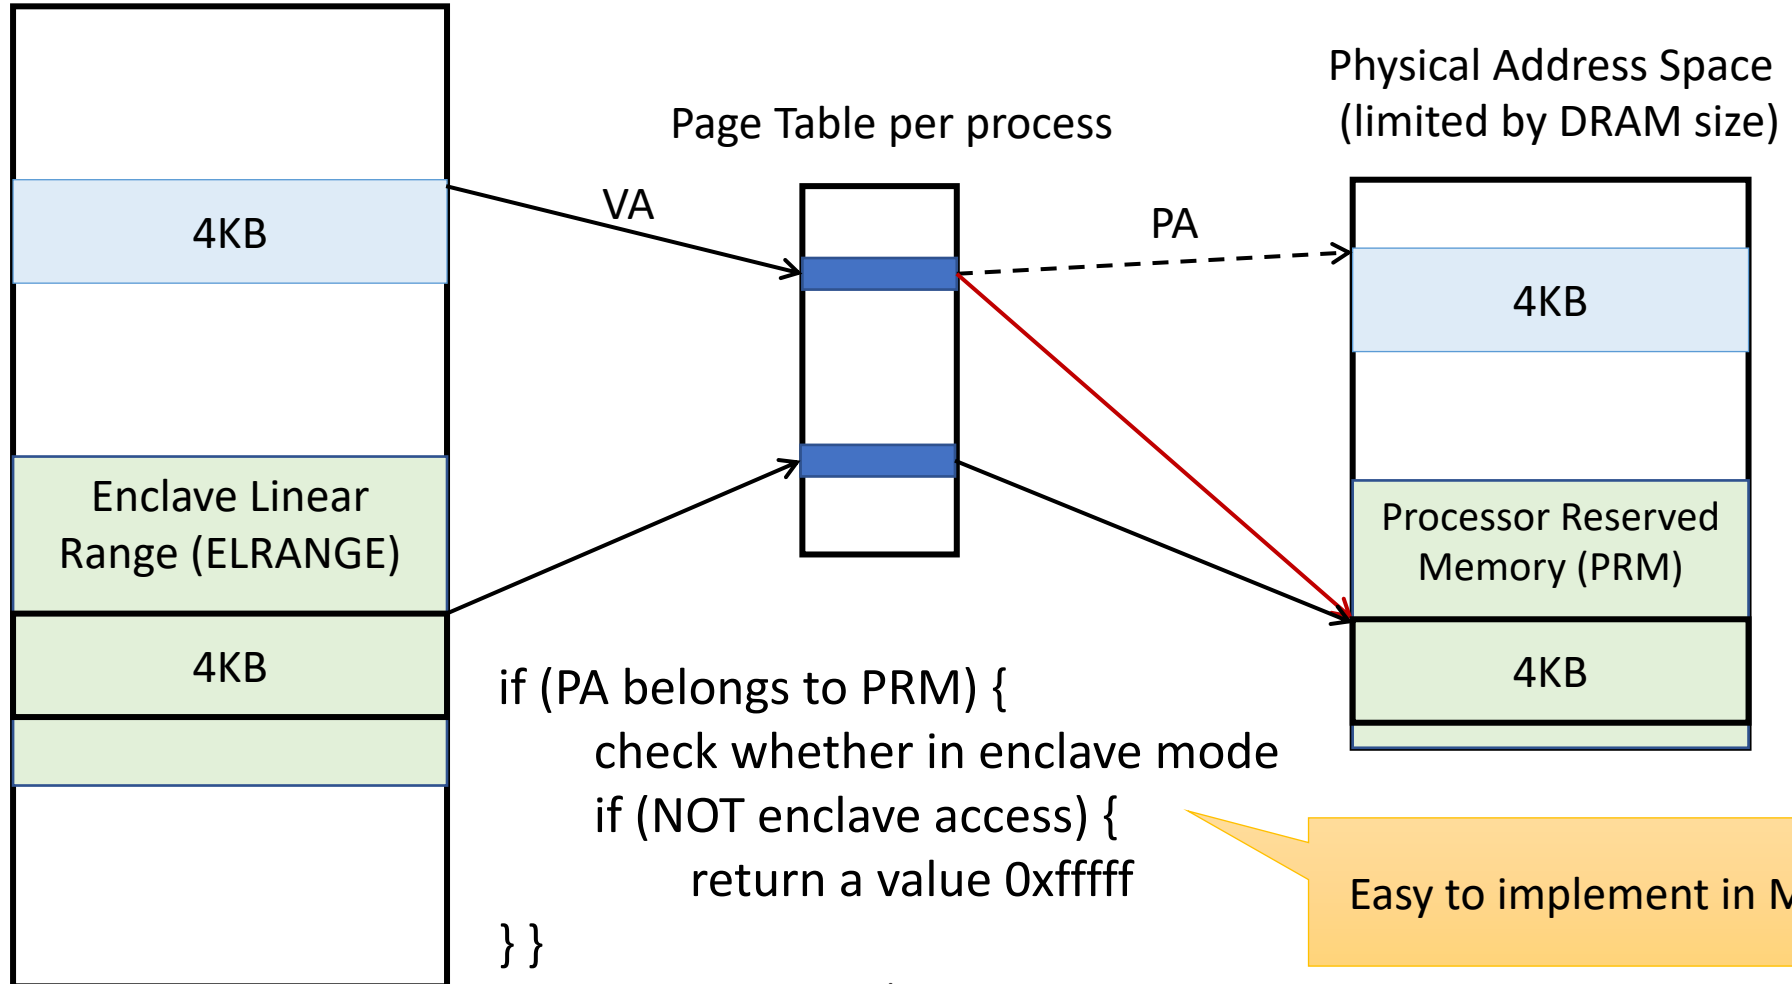 Physical Address Space
(limited by DRAM size)
Page Table per process
VA
PA
4KB
4KB
Enclave Linear
Range (ELRANGE)
Processor Reserved
Memory (PRM)
4KB
4KB
if (PA belongs to PRM) {
check whether in enclave mode
if (NOT enclave access) {
return a value 0xfffff
} }
Easy to implement in